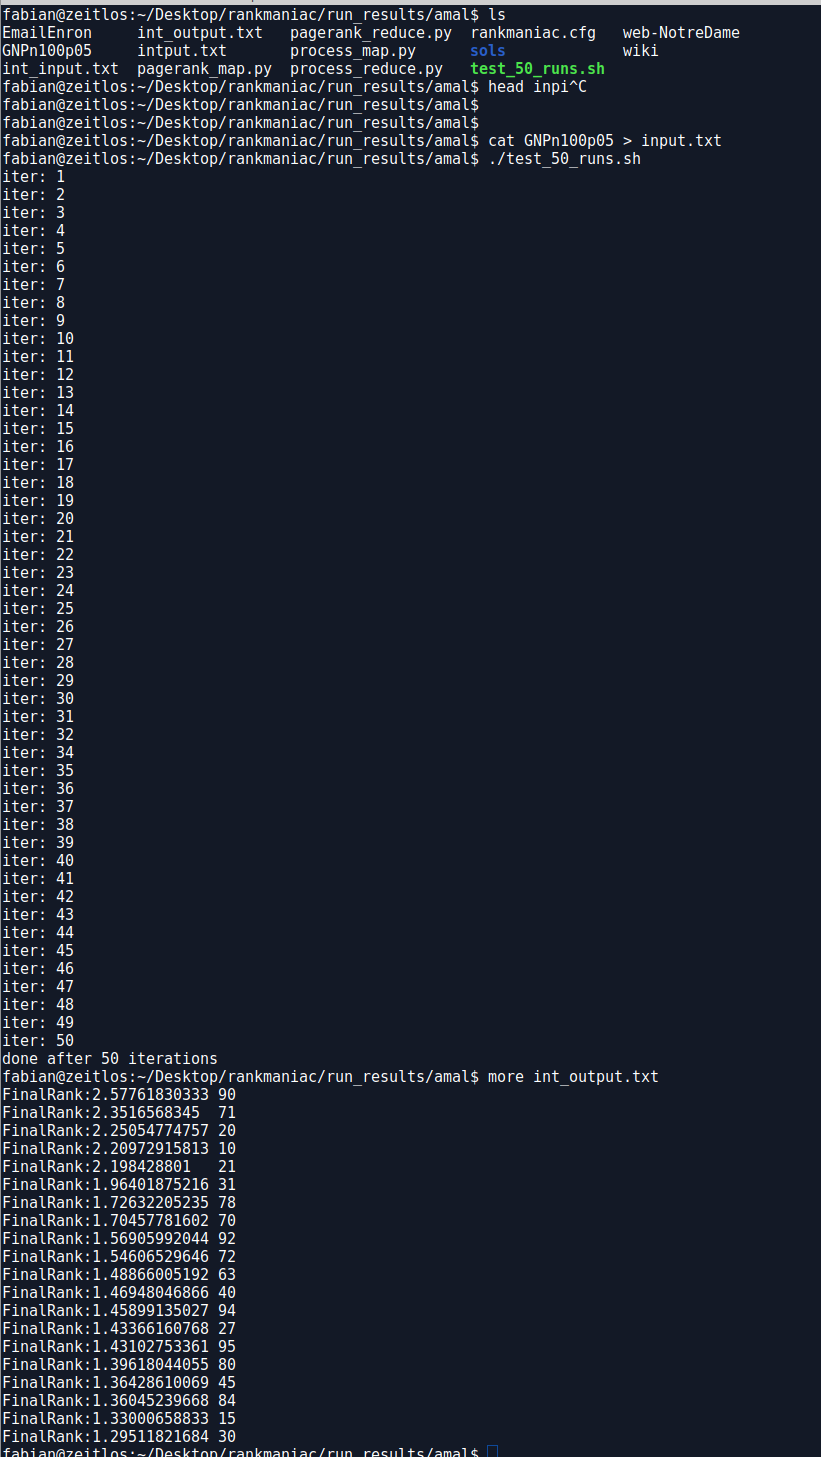 fabian@zeitlos:~/Desktop/rankmaniac/run_results/amal$ ls
EmailEnron     int_output.txt   pagerank_reduce.py  rankmaniac.cfg   web-NotreDame
GNPn100p05     intput.txt       process_map.py      sols             wiki
int_input.txt  pagerank_map.py  process_reduce.py   test_50_runs.sh
fabian@zeitlos:~/Desktop/rankmaniac/run_results/amal$ head inpi^C
fabian@zeitlos:~/Desktop/rankmaniac/run_results/amal$
fabian@zeitlos:~/Desktop/rankmaniac/run_results/amal$
fabian@zeitlos:~/Desktop/rankmaniac/run_results/amal$ cat GNPn100p05 > input.txt
fabian@zeitlos:~/Desktop/rankmaniac/run_results/amal$ ./test_50_runs.sh
iter: 1
iter: 2
iter: 3
iter: 4
iter: 5
iter: 6
iter: 7
iter: 8
iter: 9
iter: 10
iter: 11
iter: 12
iter: 13
iter: 14
iter: 15
iter: 16
iter: 17
iter: 18
iter: 19
iter: 20
iter: 21
iter: 22
iter: 23
iter: 24
iter: 25
iter: 26
iter: 27
iter: 28
iter: 29
iter: 30
iter: 31
iter: 32
iter: 34
iter: 35
iter: 36
iter: 37
iter: 38
iter: 39
iter: 40
iter: 41
iter: 42
iter: 43
iter: 44
iter: 45
iter: 46
iter: 47
iter: 48
iter: 49
iter: 50
done after 50 iterations
fabian@zeitlos:~/Desktop/rankmaniac/run_results/amal$ more int_output.txt
FinalRank:2.57761830333 90
FinalRank:2.3516568345  71
FinalRank:2.25054774757 20
FinalRank:2.20972915813 10
FinalRank:2.198428801   21
FinalRank:1.96401875216 31
FinalRank:1.72632205235 78
FinalRank:1.70457781602 70
FinalRank:1.56905992044 92
FinalRank:1.54606529646 72
FinalRank:1.48866005192 63
FinalRank:1.46948046866 40
FinalRank:1.45899135027 94
FinalRank:1.43366160768 27
FinalRank:1.43102753361 95
FinalRank:1.39618044055 80
FinalRank:1.36428610069 45
FinalRank:1.36045239668 84
FinalRank:1.33000658833 15
FinalRank:1.29511821684 30
fabian@zeitlos:~/Desktop/rankmaniac/run_results/amal$